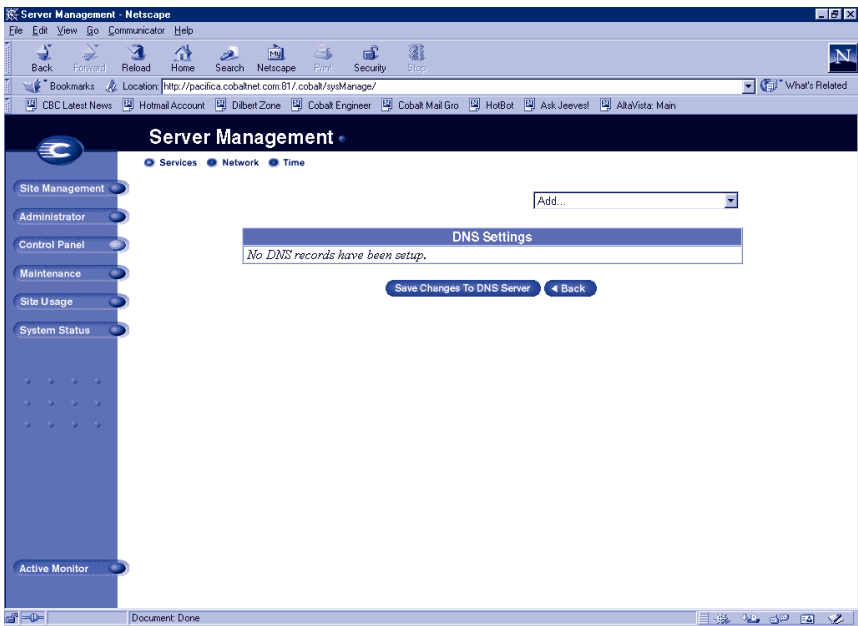 Server Management - Netscape
File Edit View Go Communicator Help
Back Forward Reload Home Search Netscape Print Security Stop
My
N
Bookmarks Location: http://pacifica.cobaltnet.com:81/.cobalt/sysManage/ What's Related
CBC Latest News Hotmail Account Dilbert Zone Cobalt Engineer Cobalt Mail Gro HotBot Ask Jeeves! AltaVista: Main
Server Management
Services Network Time
Site Management
Administrator
Control Panel
Maintenance
Site Usage
System Status
Active Monitor
Add...
DNS Settings
No DNS records have been setup.
Save Changes To DNS Server Back
Document: Done